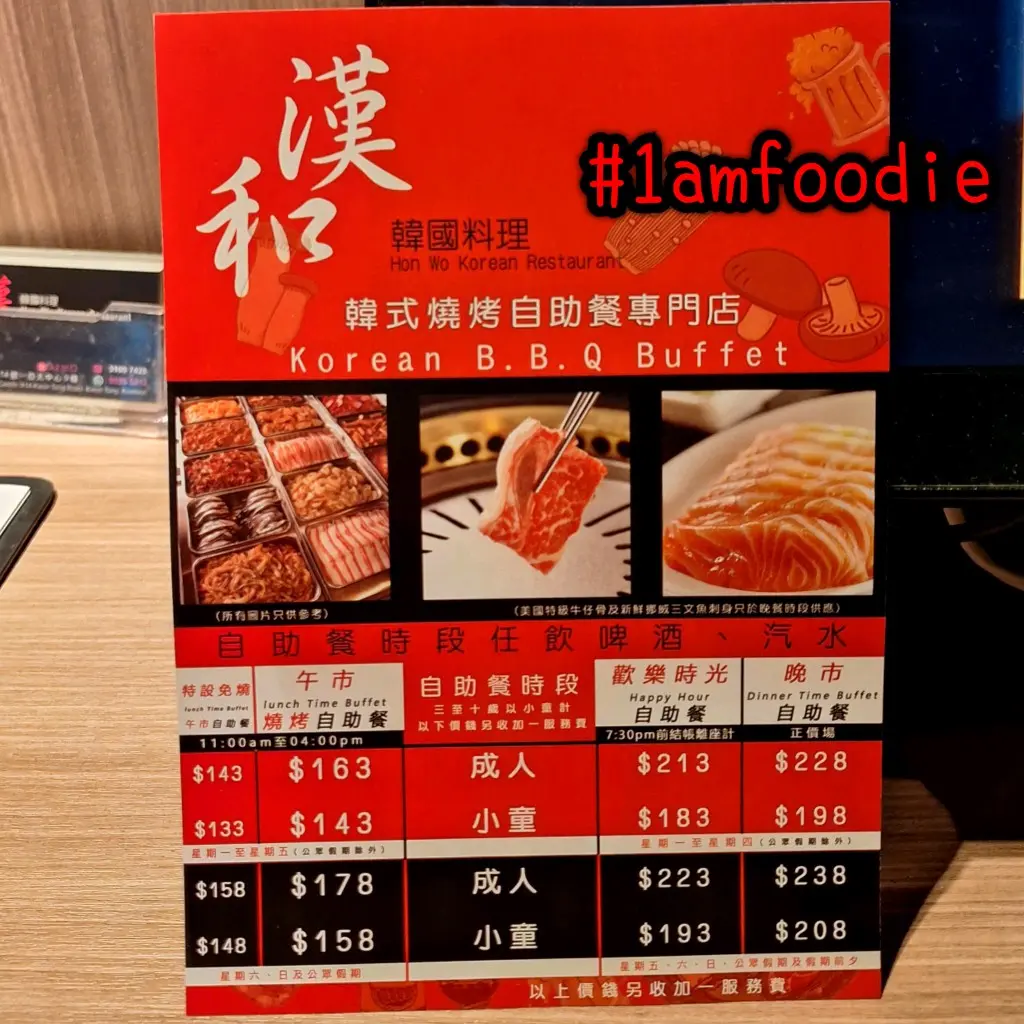 #1amfoodie
漢
和
韓國料理
Hon Wo Korean Restaurant
韓式燒烤自助餐專門店
Korean B.B.Q Buffet
韓國料理
(所有圖片只供參考)
(美國特級牛仔骨及新鮮挪威三文魚刺身只於晚餐時段供應)
自助餐時段任飲啤酒、汽水
特設免燒
lunch Time Buffet
午市自助餐
午市
lunch Time Buffet
燒烤自助餐
11:00am至04:00pm
自助餐時段
三至十歲以小童計
以下價錢另收加一服務費
歡樂時光
Happy Hour
自助餐
7:30pm前結帳離座計
晚市
Dinner Time Buffet
自助餐
正價場
$143 $163 成人 $213 $228
$133 $143 小童 $183 $198
星期一至星期五(公眾假期除外)
星期一至星期四(公眾假期除外)
$158 $178 成人 $223 $238
$148 $158 小童 $193 $208
星期六、日及公眾假期
星期五、六、日、公眾假期及假期前夕
以上價錢另收加一服務費